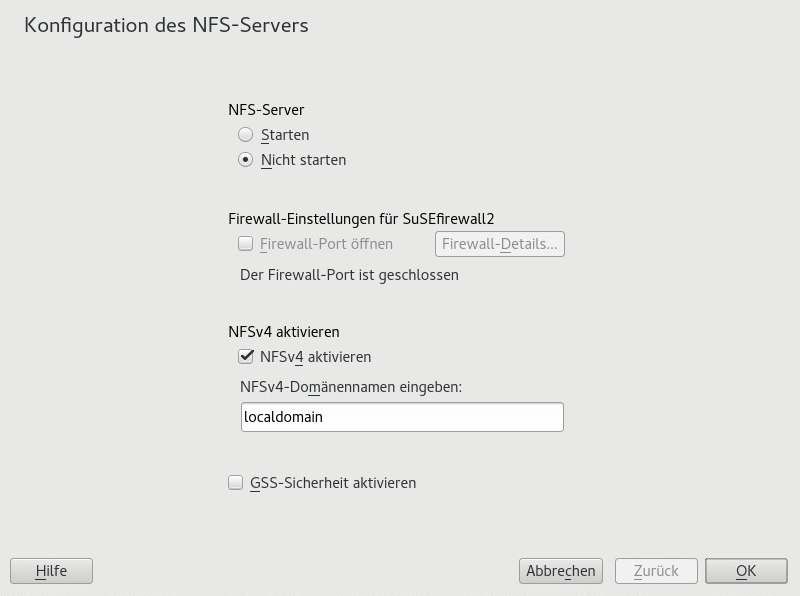 Konfiguration des NFS-Servers
NFS-Server
Starten
Nicht starten
Firewall-Einstellungen für SuSEfirewall2
Firewall-Port öffnen Firewall-Details...
Der Firewall-Port ist geschlossen
NFSv4 aktivieren
NFSv4 aktivieren
NFSv4-Domänennamen eingeben:
localdomain
GSS-Sicherheit aktivieren
Hilfe Abbrechen Zurück OK